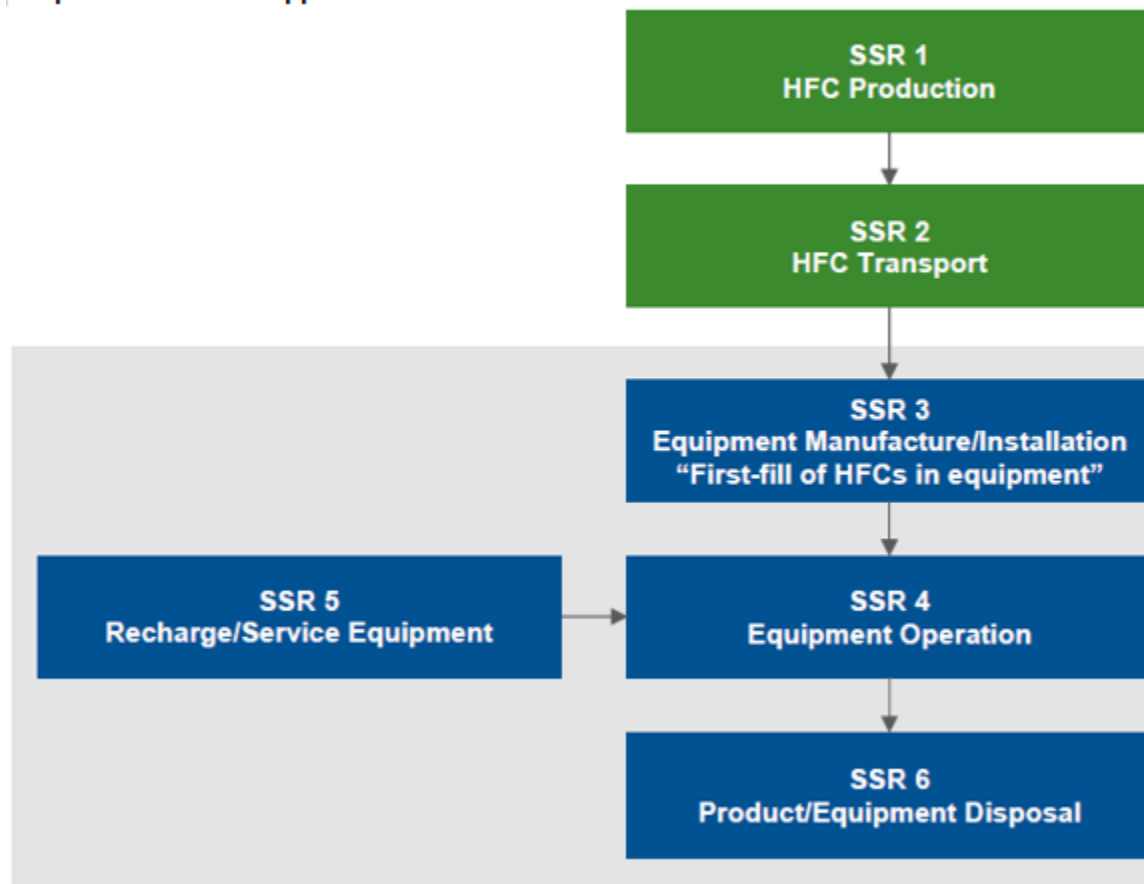 SSR 1
HFC Production
SSR 2
HFC Transport
SSR 3
Equipment Manufacture/Installation
“First-fill of HFCs in equipment”
SSR 5
Recharge/Service Equipment
SSR 4
Equipment Operation
SSR 6
Product/Equipment Disposal